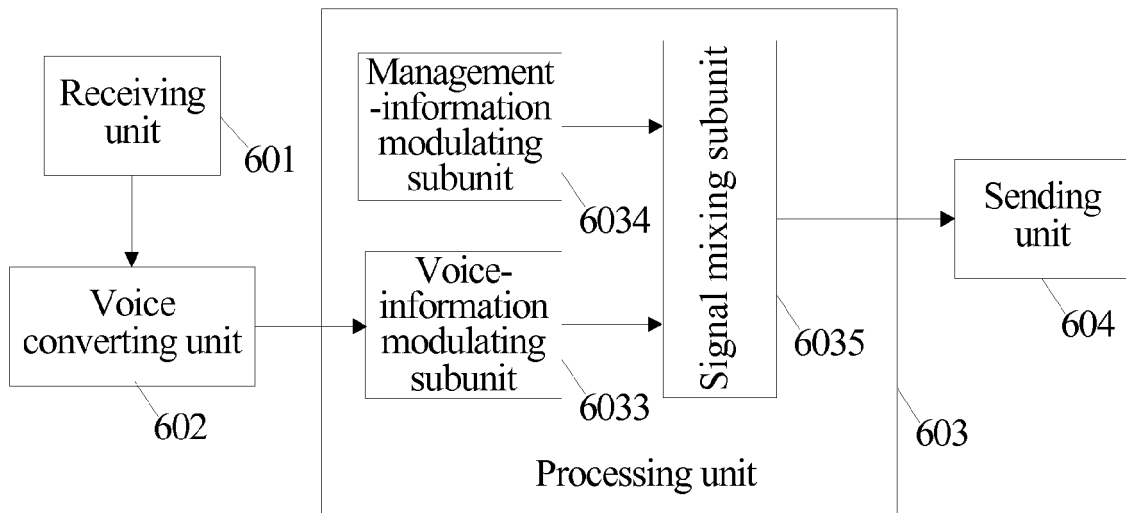 Receiving
unit
601
Voice
converting unit
602
Management
-information
modulating
subunit
6034
Voice-
information
modulating
subunit
6033
Signal mixing subunit
6035
Processing unit
603
Sending
unit
604